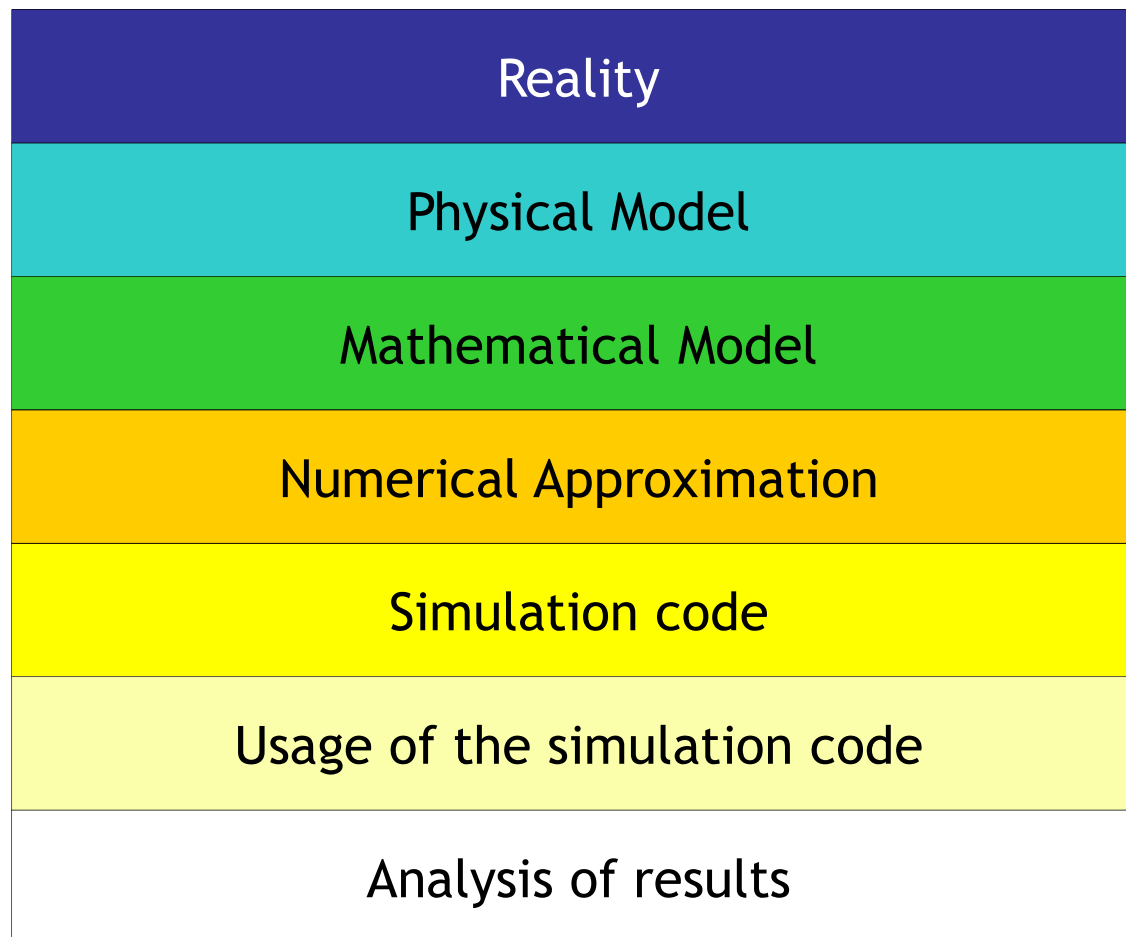 Reality
Physical Model
Mathematical Model
Numerical Approximation
Simulation code
Usage of the simulation code
Analysis of results